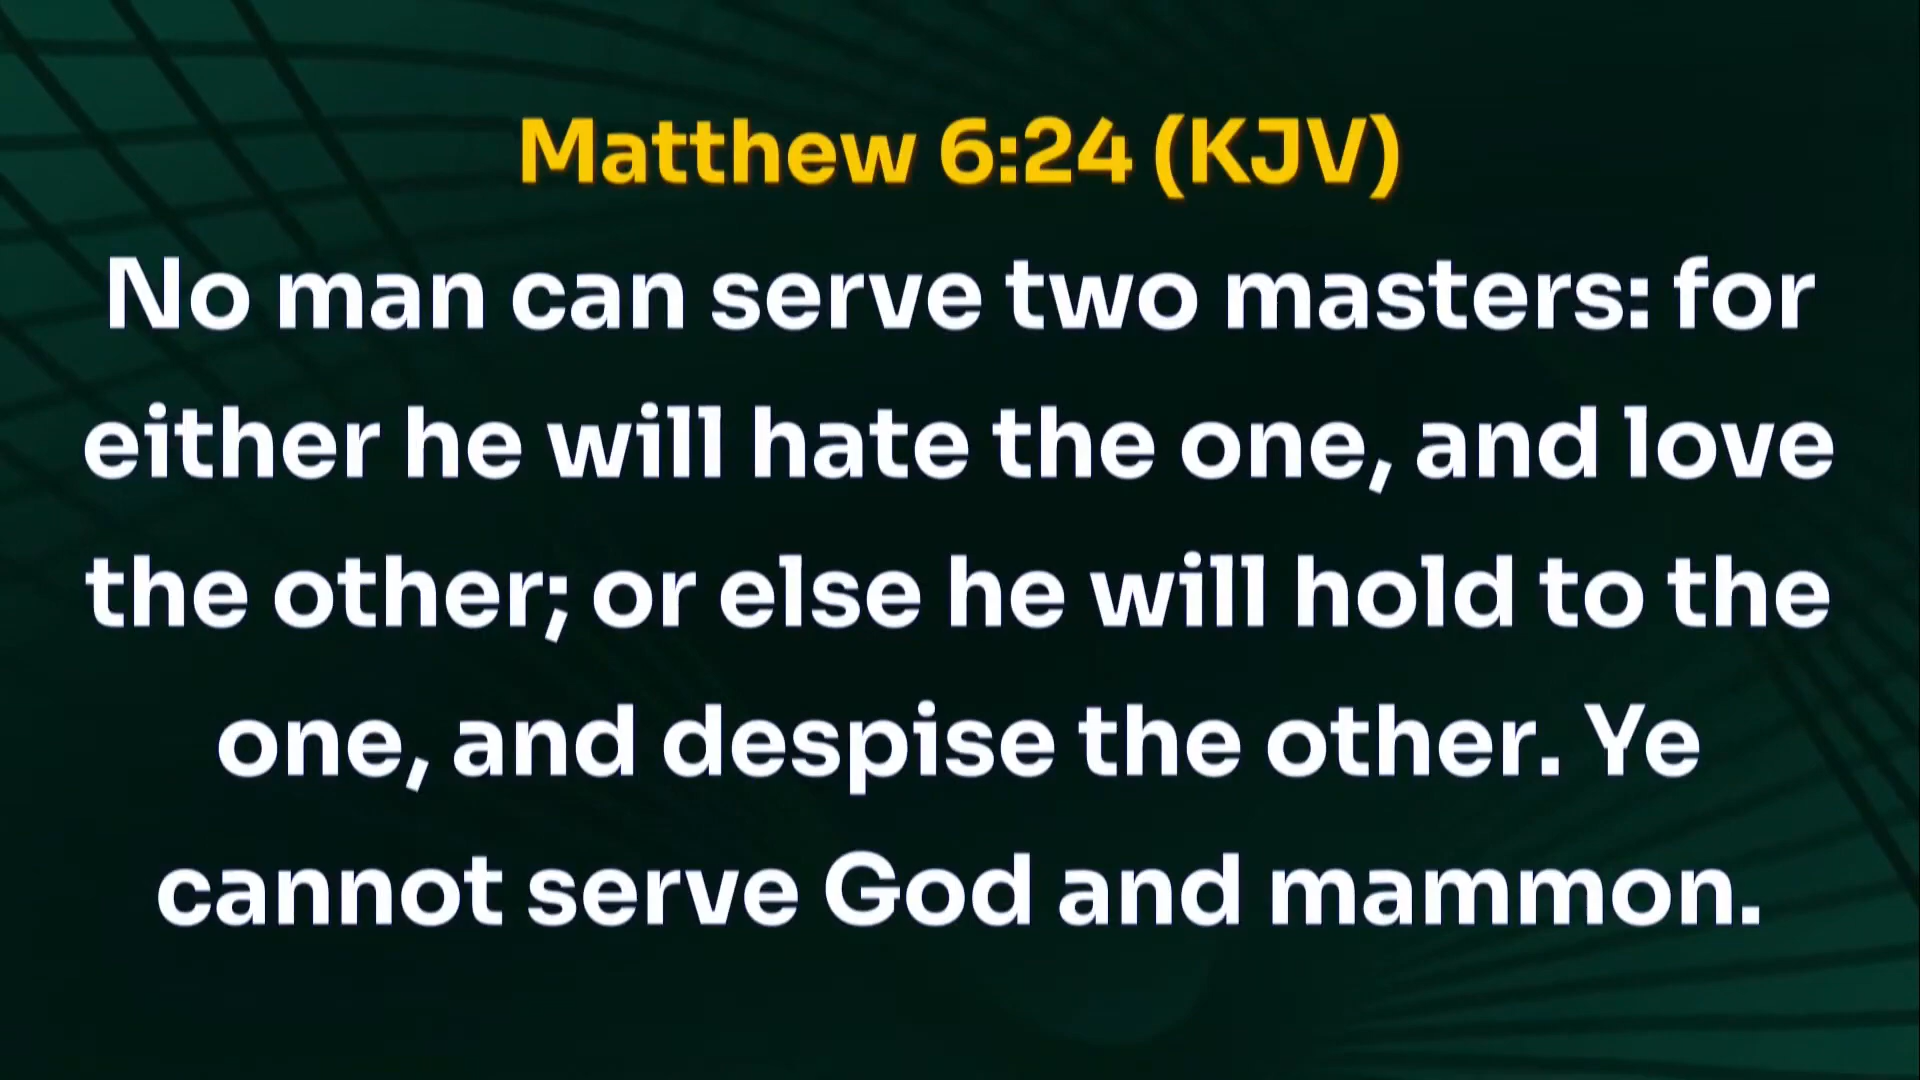 Matthew 6:24 (KJV)
No man can serve two masters: for
either he will hate the one, and love
the other; or else he will hold to the
one, and despise the other. Ye
cannot serve God and mammon.